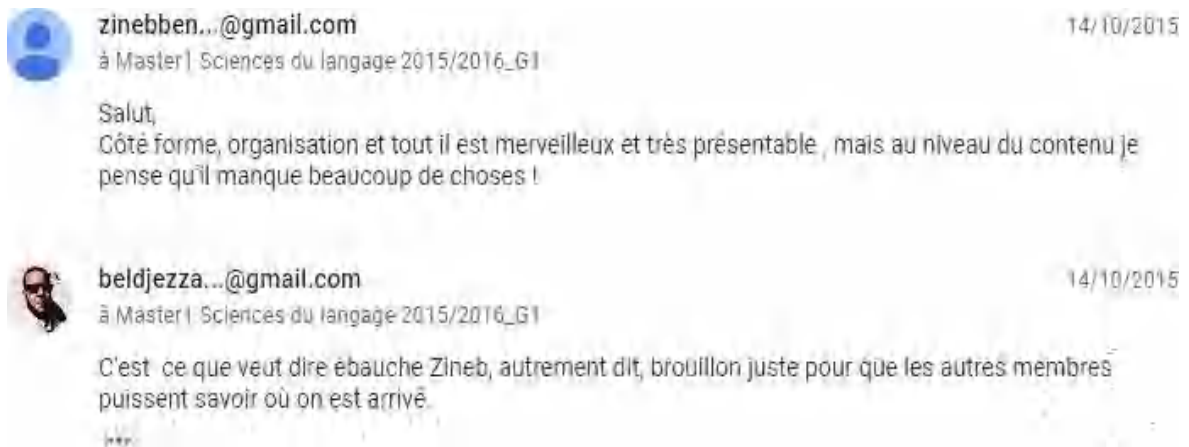 zinebben...@gmail.com 14/10/2015
à Master1 Sciences du langage 2015/2016_G1
Salut,
Côté forme, organisation et tout il est merveilleux et très présentable , mais au niveau du contenu je
pense qu'il manque beaucoup de choses !
beldjezza...@gmail.com 14/10/2015
à Master1 Sciences du langage 2015/2016_G1
C'est ce que veut dire ébauche Zineb, autrement dit, brouillon juste pour que les autres membres
puissent savoir où on est arrivé.